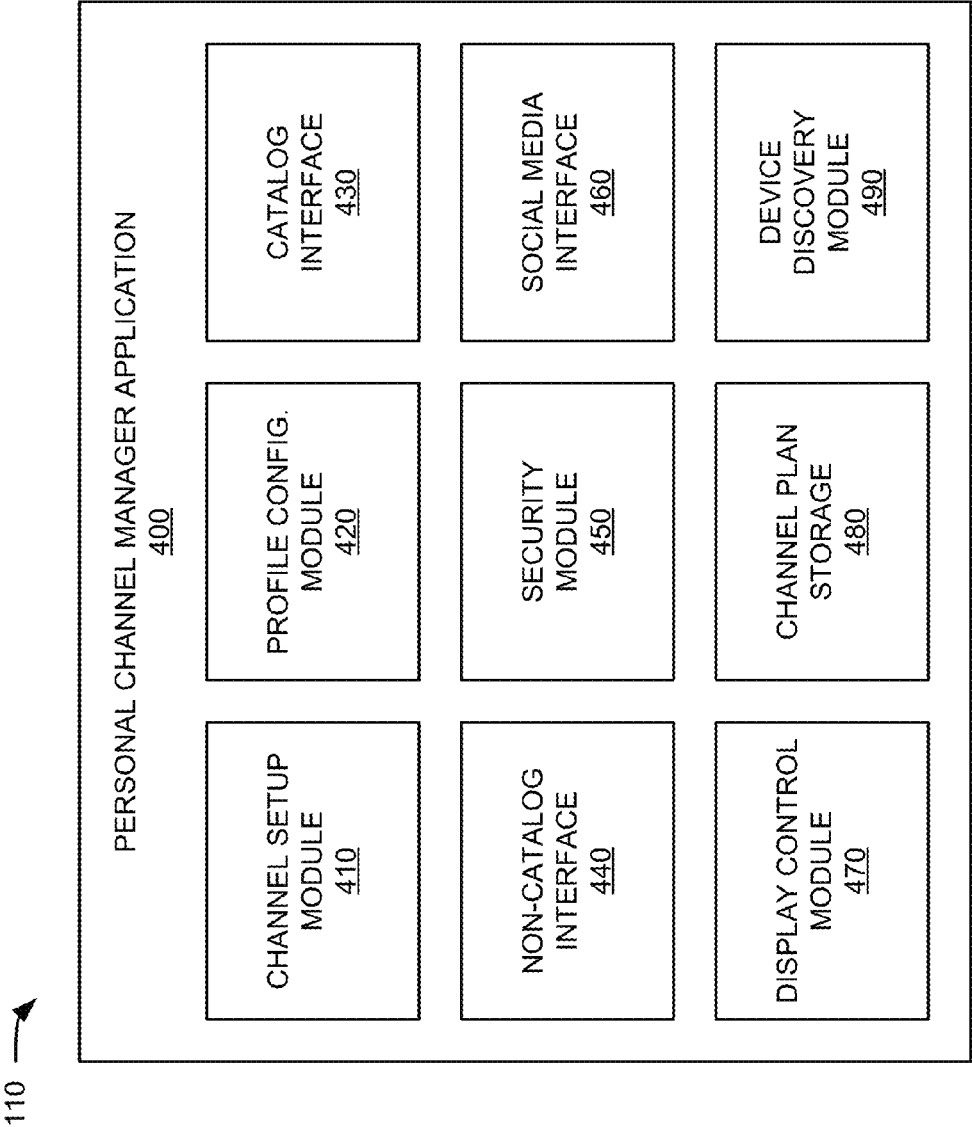 110
PERSONAL CHANNEL MANAGER APPLICATION
400
CHANNEL SETUP
MODULE
410
PROFILE CONFIG.
MODULE
420
CATALOG
INTERFACE
430
NON-CATALOG
INTERFACE
440
SECURITY
MODULE
450
SOCIAL MEDIA
INTERFACE
460
DISPLAY CONTROL
MODULE
470
CHANNEL PLAN
STORAGE
480
DEVICE
DISCOVERY
MODULE
490